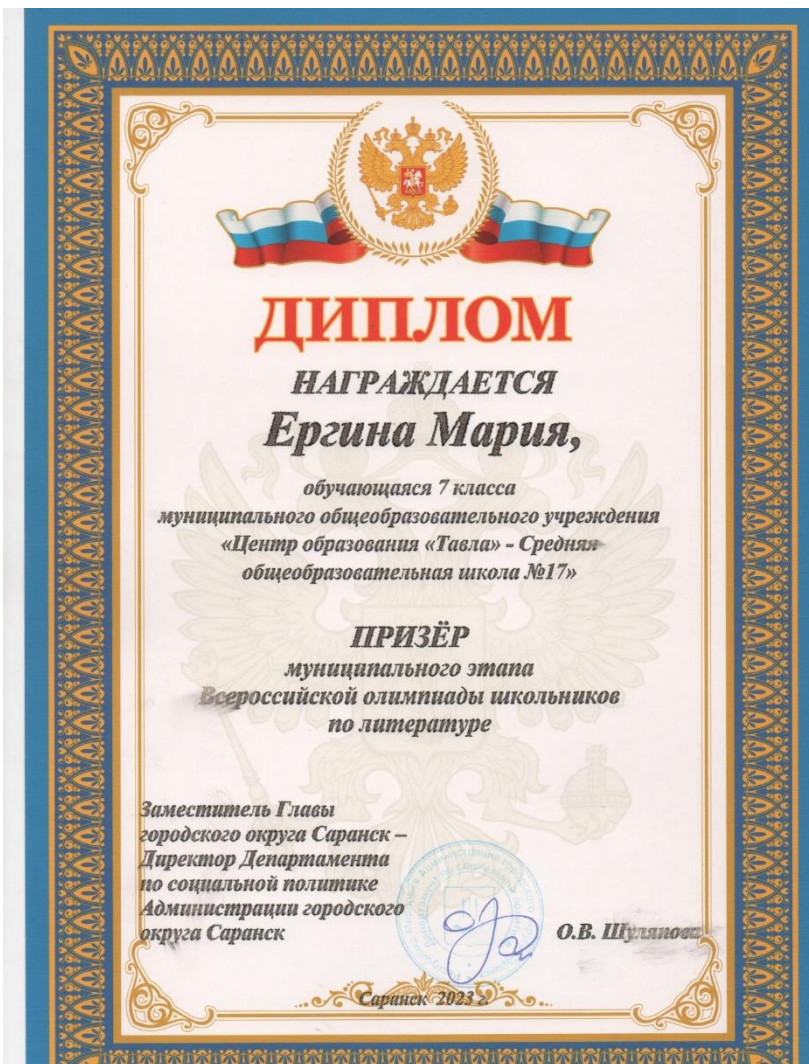 ДИПЛОМ
НАГРАЖДАЕТСЯ
Ергина Мария,
обучающаяся 7 класса
муниципального общеобразовательного учреждения
«Центр образования «Тавла» - Средняя
общеобразовательная школа №17»
ПРИЗЁР
муниципального этапа
Всероссийской олимпиады школьников
по литературе
Заместитель Главы
городского округа Саранск –
Директор Департамента
по социальной политике
Администрации городского
округа Саранск
О.В. Шуляпова
Саранск 2023 г.